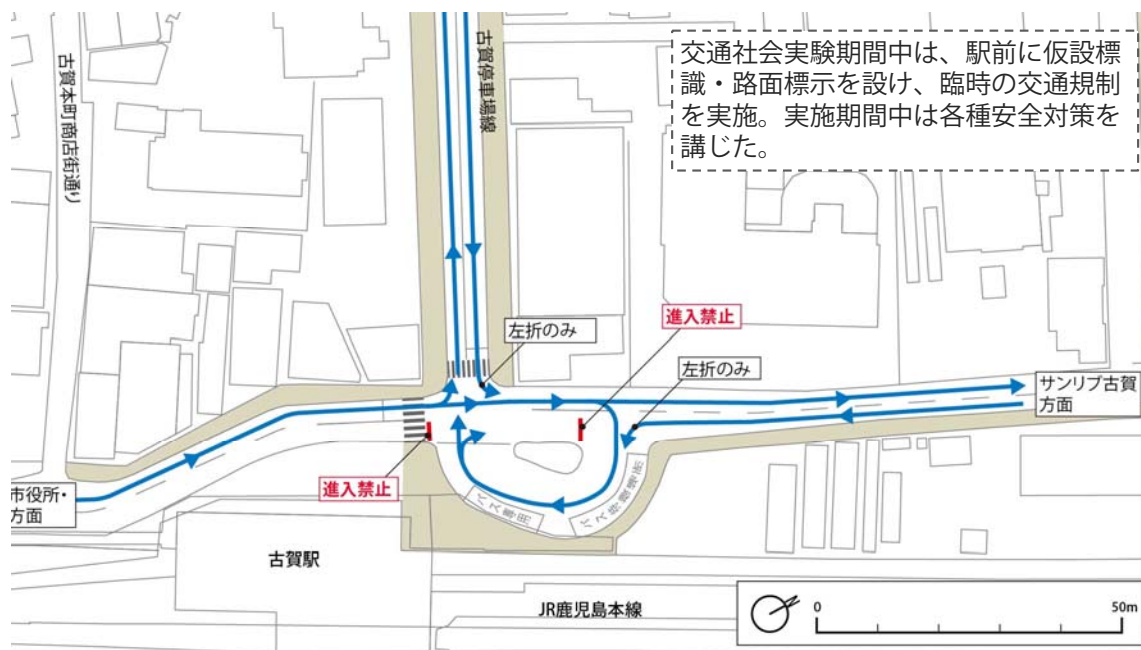 交通社会実験期間中は、駅前に仮設標
識・路面標示を設け、臨時の交通規制
を実施。実施期間中は各種安全対策を
講じた。
古賀本町商店街通り
古賀停車場線
左折のみ
進入禁止
左折のみ
サンリブ古賀
方面
進入禁止
市役所・
方面
バス専用
バス待機場所
古賀駅
JR鹿児島本線
0
50m